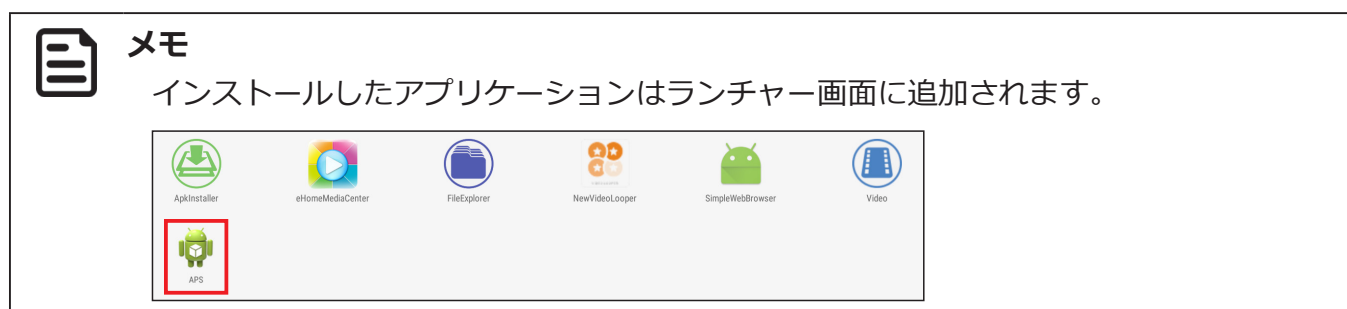 メモ
インストールしたアプリケーションはランチャー画面に追加されます。
ApkInstaller eHomeMediaCenter FileExplorer NewVideoLooper SimpleWebBrowser Video
APS